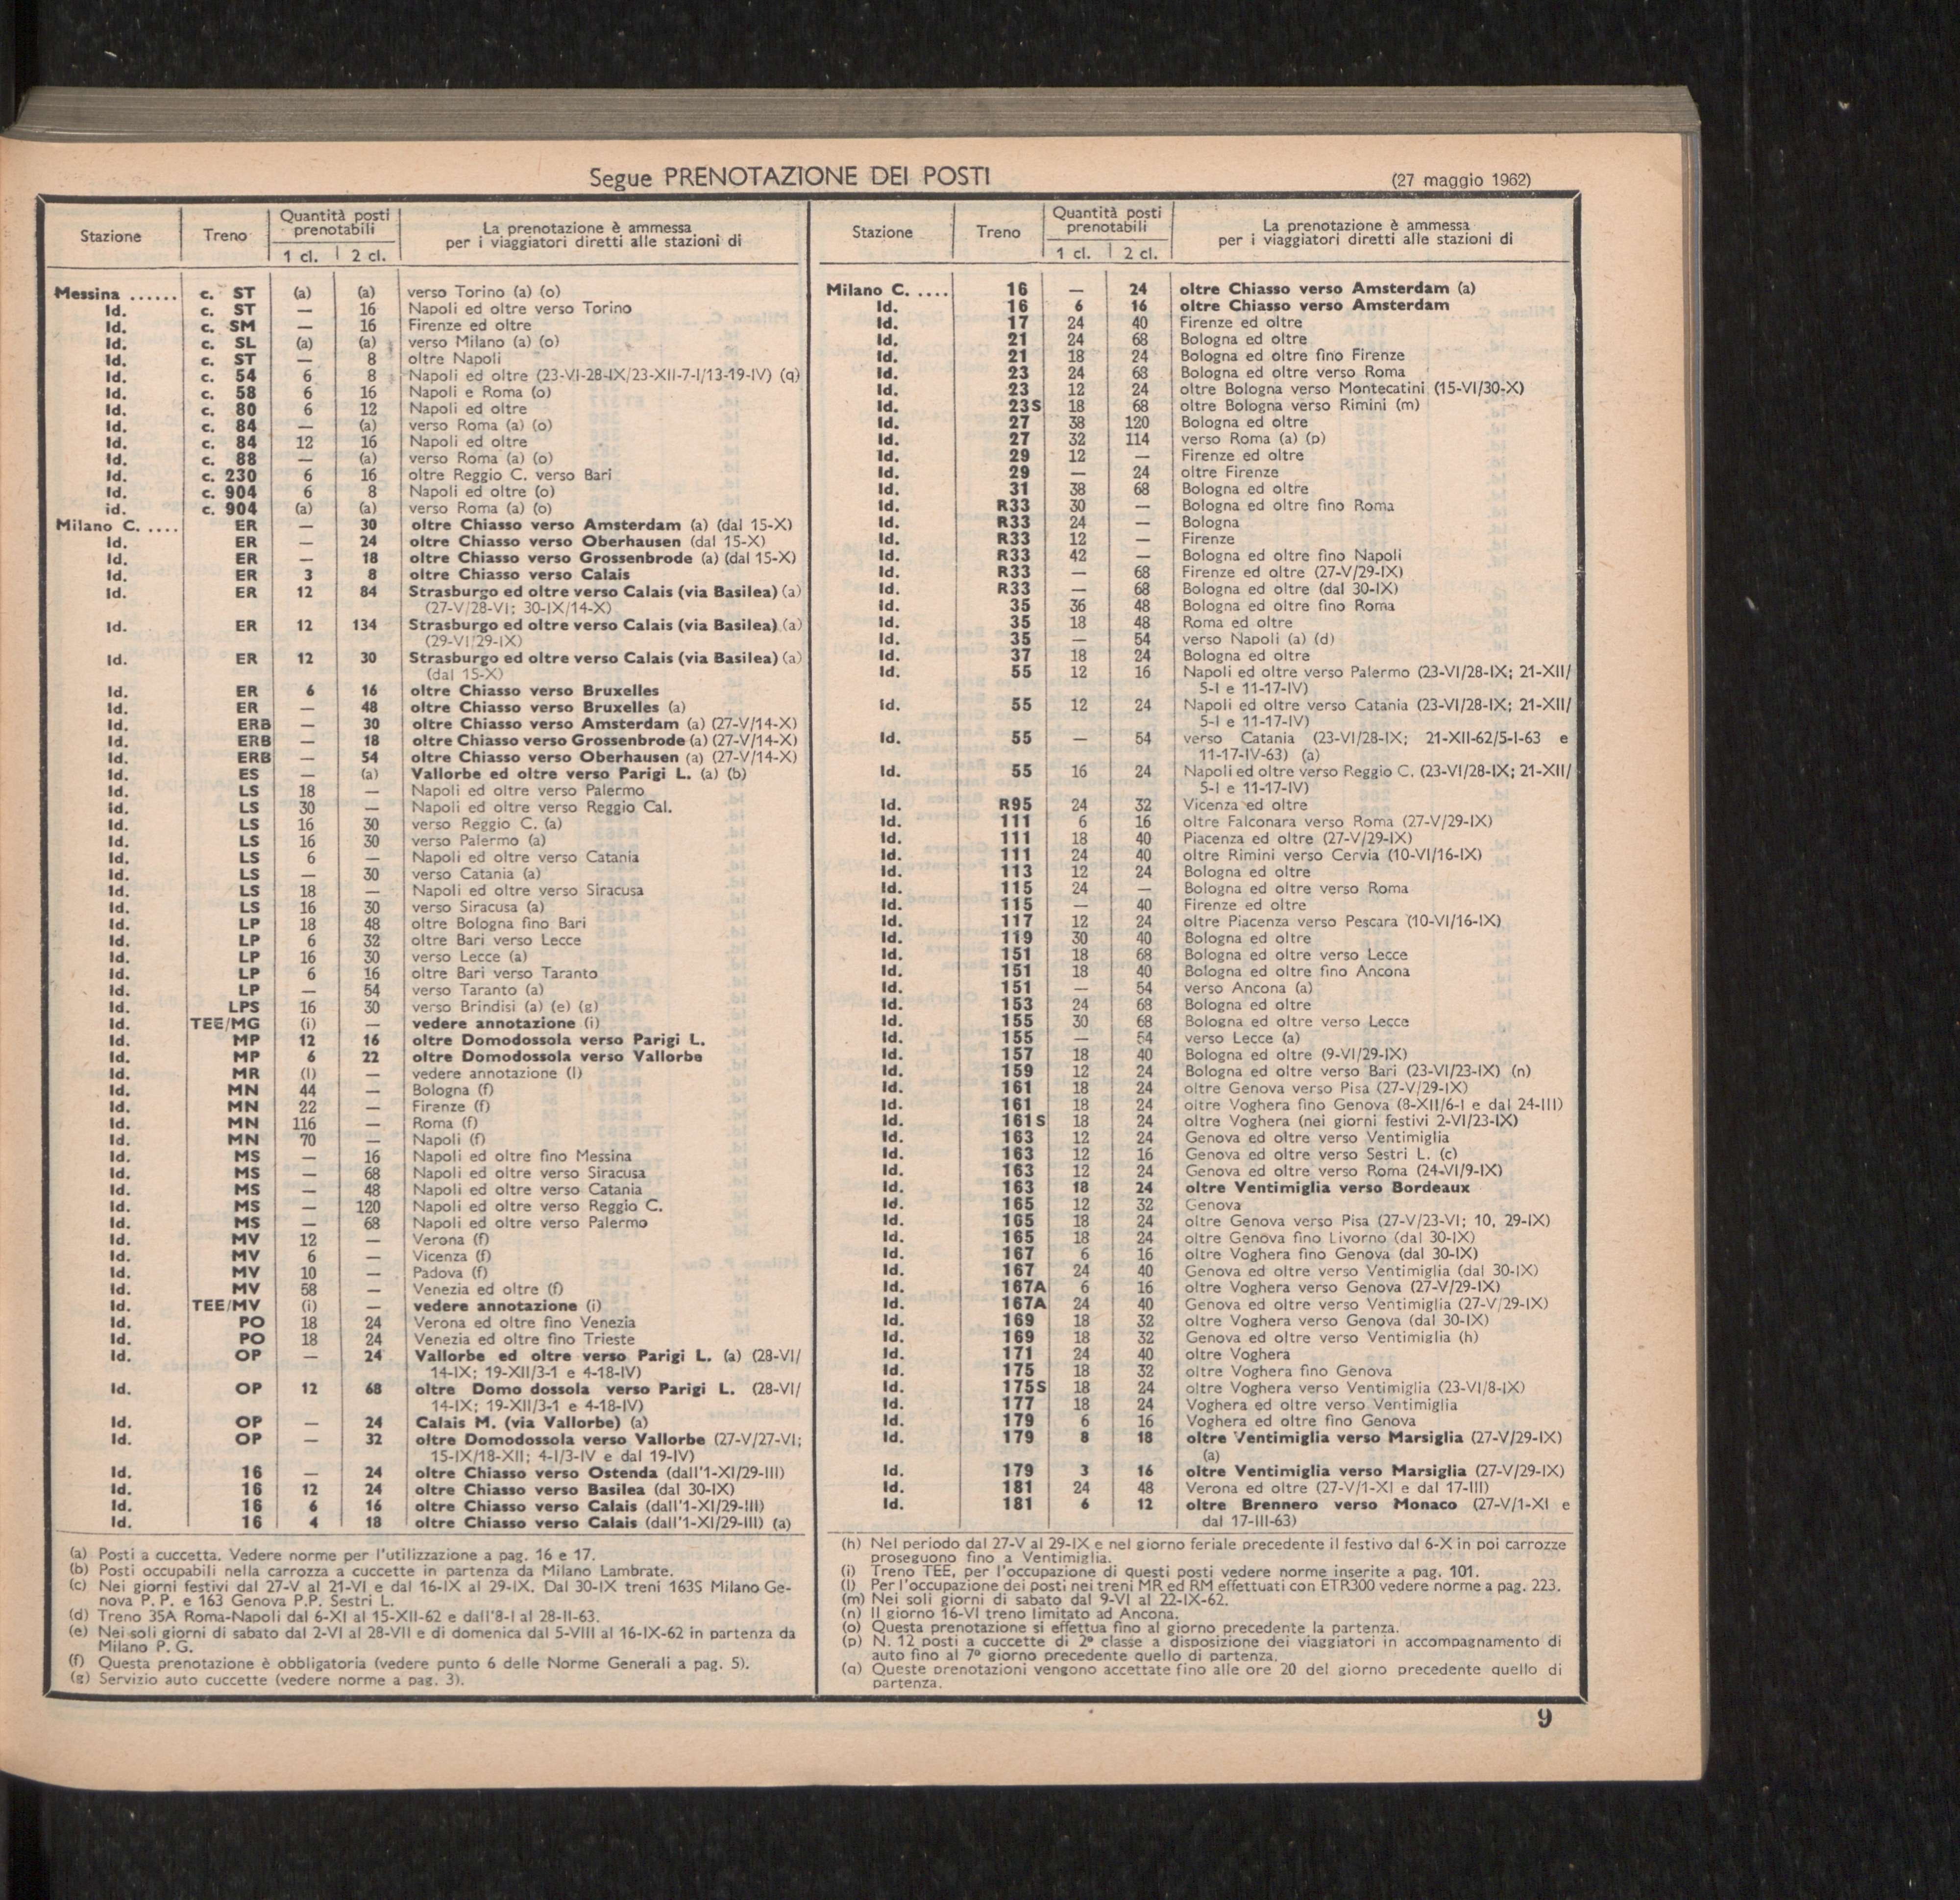 Segue PRENOTAZIONE DEI POSTI
(27 maggio 1962)
Stazione Treno Quantità posti prenotabili La prenotazione è ammessa per i viaggiatori diretti alle stazioni di
1 cl. 2 cl.
Messina ...... c. ST (a) (a) verso Torino (a) (o)
Id. c. ST — 16 Napoli ed oltre verso Torino
Id. c. SM — 16 Firenze ed oltre
Id. c. SL (a) (a) verso Milano (a) (o)
Id. c. ST — 8 oltre Napoli
Id. c. 54 6 8 Napoli ed oltre (23-VI-28-IX/23-XII-7-I/13-19-IV) (q)
Id. c. 58 6 16 Napoli e Roma (o)
Id. c. 80 6 12 Napoli ed oltre
Id. c. 84 — (a) verso Roma (a) (o)
Id. c. 84 12 16 Napoli ed oltre
Id. c. 88 — (a) verso Roma (a) (o)
Id. c. 230 6 16 oltre Reggio C. verso Bari
Id. c. 904 6 8 Napoli ed oltre (o)
id. c. 904 (a) (a) verso Roma (a) (o)
Milano C. .... ER — 30 oltre Chiasso verso Amsterdam (a) (dal 15-X)
Id. ER — 24 oltre Chiasso verso Oberhausen (dal 15-X)
Id. ER — 18 oltre Chiasso verso Grossenbrode (a) (dal 15-X)
Id. ER 3 8 oltre Chiasso verso Calais
Id. ER 12 84 Strasburgo ed oltre verso Calais (via Basilea) (a)
(27-V/28-VI; 30-IX/14-X)
Id. ER 12 134 Strasburgo ed oltre verso Calais (via Basilea) (a)
(29-VI/29-IX)
Id. ER 12 30 Strasburgo ed oltre verso Calais (via Basilea) (a)
(dal 15-X)
Id. ER 6 16 oltre Chiasso verso Bruxelles
Id. ER — 48 oltre Chiasso verso Bruxelles (a)
Id. ERB — 30 oltre Chiasso verso Amsterdam (a) (27-V/14-X)
Id. ERB — 18 oltre Chiasso verso Grossenbrode (a) (27-V/14-X)
Id. ERB — 54 oltre Chiasso verso Oberhausen (a) (27-V/14-X)
Id. ES — (a) Vallorbe ed oltre verso Parigi L. (a) (b)
Id. LS 18 — Napoli ed oltre verso Palermo
id. LS 30 — Napoli ed oltre verso Reggio Cal.
Id. LS 16 30 verso Reggio C. (a)
Id. LS 16 30 verso Palermo (a)
Id. LS 6 — Napoli ed oltre verso Catania
Id. LS — 30 verso Catania (a)
Id. LS 18 — Napoli ed oltre verso Siracusa
Id. LS 16 30 verso Siracusa (a)
Id. LP 18 48 oltre Bologna fino Bari
Id. LP 6 32 oltre Bari verso Lecce
Id. LP 16 30 verso Lecce (a)
Id. LP 6 16 oltre Bari verso Taranto
Id. LP — 54 verso Taranto (a)
Id. LPS 16 30 verso Brindisi (a) (e) (g)
Id. TEE/MG (i) — vedere annotazione (i)
Id. MP 12 16 oltre Domodossola verso Parigi L.
Id. MP 6 22 oltre Domodossola verso Vallorbe
Id. MR (l) — vedere annotazione (l)
Id. MN 44 — Bologna (f)
Id. MN 22 — Firenze (f)
Id. MN 116 — Roma (f)
Id. MN 70 — Napoli (f)
Id. MS — 16 Napoli ed oltre fino Messina
Id. MS — 68 Napoli ed oltre verso Siracusa
Id. MS — 48 Napoli ed oltre verso Catania
Id. MS — 120 Napoli ed oltre verso Reggio C.
Id. MS — 68 Napoli ed oltre verso Palermo
Id. MV 12 — Verona (f)
Id. MV 6 — Vicenza (f)
Id. MV 10 — Padova (f)
Id. MV 58 — Venezia ed oltre (f)
Id. TEE/MV (i) — vedere annotazione (i)
Id. PO 18 24 Verona ed oltre fino Venezia
Id. PO 18 24 Venezia ed oltre fino Trieste
Id. OP — 24 Vallorbe ed oltre verso Parigi L. (a) (28-VI/
14-IX; 19-XII/3-1 e 4-18-IV)
Id. OP 12 68 oltre Domo dossola verso Parigi L. (28-VI/
14-IX; 19-XII/3-1 e 4-18-IV)
Id. OP — 24 Calais M. (via Vallorbe) (a)
Id. OP — 32 oltre Domodossola verso Vallorbe (27-V/27-VI;
15-IX/18-XII; 4-I/3-IV e dal 19-IV)
Id. 16 — 24 oltre Chiasso verso Ostenda (dall'1-XI/29-III)
Id. 16 12 24 oltre Chiasso verso Basilea (dal 30-IX)
Id. 16 6 16 oltre Chiasso verso Calais (dall'1-XI/29-III)
Id. 16 4 18 oltre Chiasso verso Calais (dall'1-XI/29-III) (a)
(a) Posti a cuccetta. Vedere norme per l'utilizzazione a pag. 16 e 17.
(b) Posti occupabili nella carrozza a cuccette in partenza da Milano Lambrate.
(c) Nei giorni festivi dal 27-V al 21-VI e dal 16-IX al 29-IX. Dal 30-IX treni 163S Milano Ge-
nova P. P. e 163 Genova P.P. Sestri L.
(d) Treno 35A Roma-Napoli dal 6-XI al 15-XII-62 e dall'8-I al 28-II-63.
(e) Nei soli giorni di sabato dal 2-VI al 28-VII e di domenica dal 5-VIII al 16-IX-62 in partenza da
Milano P. G.
(f) Questa prenotazione è obbligatoria (vedere punto 6 delle Norme Generali a pag. 5).
(g) Servizio auto cuccette (vedere norme a pag. 3).
Stazione Treno Quantità posti prenotabili La prenotazione è ammessa per i viaggiatori diretti alle stazioni di
1 cl. 2 cl.
Milano C. .... 16 — 24 oltre Chiasso verso Amsterdam (a)
Id. 16 6 16 oltre Chiasso verso Amsterdam
Id. 17 24 40 Firenze ed oltre
Id. 21 24 68 Bologna ed oltre
Id. 21 18 24 Bologna ed oltre fino Firenze
Id. 23 24 68 Bologna ed oltre verso Roma
Id. 23 12 24 oltre Bologna verso Montecatini (15-VI/30-X)
Id. 23S 18 68 oltre Bologna verso Rimini (m)
Id. 27 38 120 Bologna ed oltre
Id. 27 32 114 verso Roma (a) (p)
Id. 29 12 — Firenze ed oltre
Id. 29 — 24 oltre Firenze
Id. 31 38 68 Bologna ed oltre
Id. R33 30 — Bologna ed oltre fino Roma
Id. R33 24 — Bologna
Id. R33 12 — Firenze
Id. R33 42 — Bologna ed oltre fino Napoli
Id. R33 — 68 Firenze ed oltre (27-V/29-IX)
Id. R33 — 68 Bologna ed oltre (dal 30-IX)
Id. 35 36 48 Bologna ed oltre fino Roma
Id. 35 18 48 Roma ed oltre
Id. 35 — 54 verso Napoli (a) (d)
Id. 37 18 24 Bologna ed oltre
Id. 55 12 16 Napoli ed oltre verso Palermo (23-VI/28-IX; 21-XII/
5-I e 11-17-IV)
Id. 55 12 24 Napoli ed oltre verso Catania (23-VI/28-IX; 21-XII/
5-I e 11-17-IV)
Id. 55 — 54 verso Catania (23-VI/28-IX; 21-XII-62/5-I-63 e
11-17-IV-63) (a)
Id. 55 16 24 Napoli ed oltre verso Reggio C. (23-VI/28-IX; 21-XII/
5-I e 11-17-IV)
Id. R95 24 32 Vicenza ed oltre
Id. 111 6 16 oltre Falconara verso Roma (27-V/29-IX)
Id. 111 18 40 Piacenza ed oltre (27-V/29-IX)
Id. 111 24 40 oltre Rimini verso Cervia (10-VI/16-IX)
Id. 113 12 24 Bologna ed oltre
Id. 115 24 — Bologna ed oltre verso Roma
Id. 115 — 40 Firenze ed oltre
Id. 117 12 24 oltre Piacenza verso Pescara (10-VI/16-IX)
Id. 119 30 40 Bologna ed oltre
Id. 151 18 68 Bologna ed oltre verso Lecce
Id. 151 18 40 Bologna ed oltre fino Ancona
Id. 151 — 54 verso Ancona (a)
Id. 153 24 68 Bologna ed oltre
Id. 155 30 68 Bologna ed oltre verso Lecce
Id. 155 — 54 verso Lecce (a)
Id. 157 18 40 Bologna ed oltre (9-VI/29-IX)
Id. 159 12 24 Bologna ed oltre verso Bari (23-VI/23-IX) (n)
Id. 161 18 24 oltre Genova verso Pisa (27-V/29-IX)
Id. 161 18 24 oltre Voghera fino Genova (8-XII/6-I e dal 24-III)
Id. 161S 18 24 oltre Voghera (nei giorni festivi 2-VI/23-IX)
Id. 163 12 24 Genova ed oltre verso Ventimiglia
Id. 163 12 16 Genova ed oltre verso Sestri L. (c)
Id. 163 12 24 Genova ed oltre verso Roma (24-VI/9-IX)
Id. 163 18 24 oltre Ventimiglia verso Bordeaux
Id. 165 12 32 Genova
Id. 165 18 24 oltre Genova verso Pisa (27-V/23-VI; 10, 29-IX)
Id. 165 18 24 oltre Genova fino Livorno (dal 30-IX)
Id. 167 6 16 oltre Voghera fino Genova (dal 30-IX)
Id. 167 24 40 Genova ed oltre verso Ventimiglia (dal 30-IX)
Id. 167A 6 16 oltre Voghera verso Genova (27-V/29-IX)
Id. 167A 24 40 Genova ed oltre verso Ventimiglia (27-V/29-IX)
Id. 169 18 32 oltre Voghera verso Genova (dal 30-IX)
Id. 169 18 32 Genova ed oltre verso Ventimiglia (h)
Id. 171 24 40 oltre Voghera
Id. 175 18 32 oltre Voghera fino Genova
Id. 175S 18 24 oltre Voghera verso Ventimiglia (23-VI/8-IX)
Id. 177 18 24 Voghera ed oltre verso Ventimiglia
Id. 179 6 16 Voghera ed oltre fino Genova
Id. 179 8 18 oltre Ventimiglia verso Marsiglia (27-V/29-IX)
(a)
Id. 179 3 16 oltre Ventimiglia verso Marsiglia (27-V/29-IX)
Id. 181 24 48 Verona ed oltre (27-V/1-XI e dal 17-III)
Id. 181 6 12 oltre Brennero verso Monaco (27-V/1-XI e
dal 17-III-63)
(h) Nel periodo dal 27-V al 29-IX e nel giorno feriale precedente il festivo dal 6-X in poi carrozze
proseguono fino a Ventimiglia.
(i) Treno TEE, per l'occupazione di questi posti vedere norme inserite a pag. 101.
(l) Per l'occupazione dei posti nei treni MR ed RM effettuati con ETR300 vedere norme a pag. 223.
(m) Nei soli giorni di sabato dal 9-VI al 22-IX-62.
(n) Il giorno 16-VI treno limitato ad Ancona.
(o) Questa prenotazione si effettua fino al giorno precedente la partenza.
(p) N. 12 posti a cuccette di 2ª classe a disposizione dei viaggiatori in accompagnamento di
auto fino al 7º giorno precedente quello di partenza.
(q) Queste prenotazioni vengono accettate fino alle ore 20 del giorno precedente quello di
partenza.
9